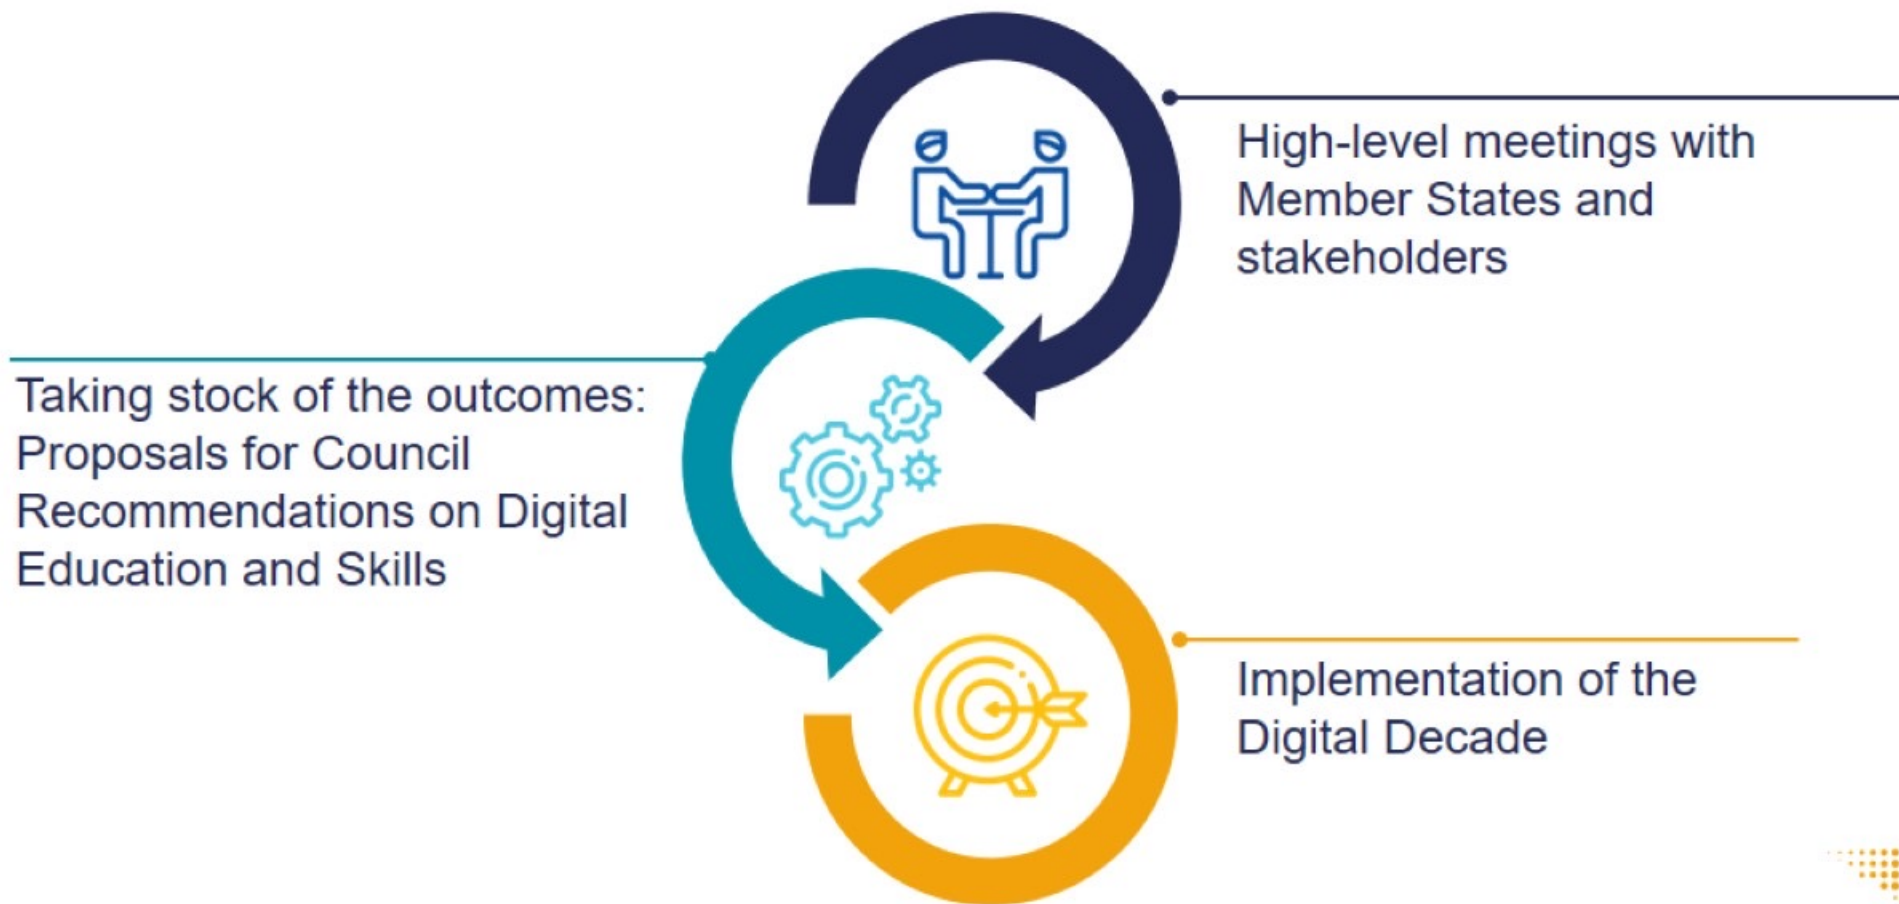 High-level meetings with
Member States and
stakeholders
Taking stock of the outcomes:
Proposals for Council
Recommendations on Digital
Education and Skills
Implementation of the
Digital Decade